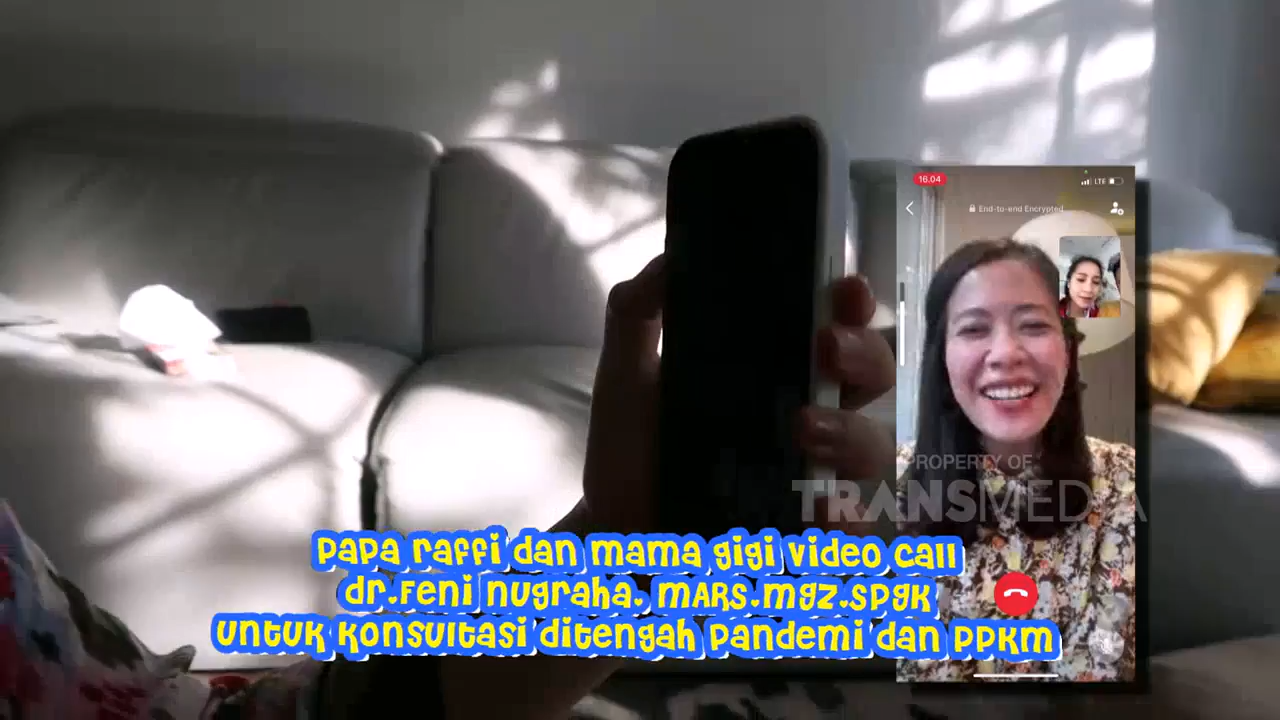 16.04
LTE
End-to-end Encrypted
PROPERTY OF
TRANSMEDIA
papa raffi dan mama gigi video call
dr.Feni nugraha, MARS.mgz.spgk
untuk konsultasi ditengah pandemi dan PPKM